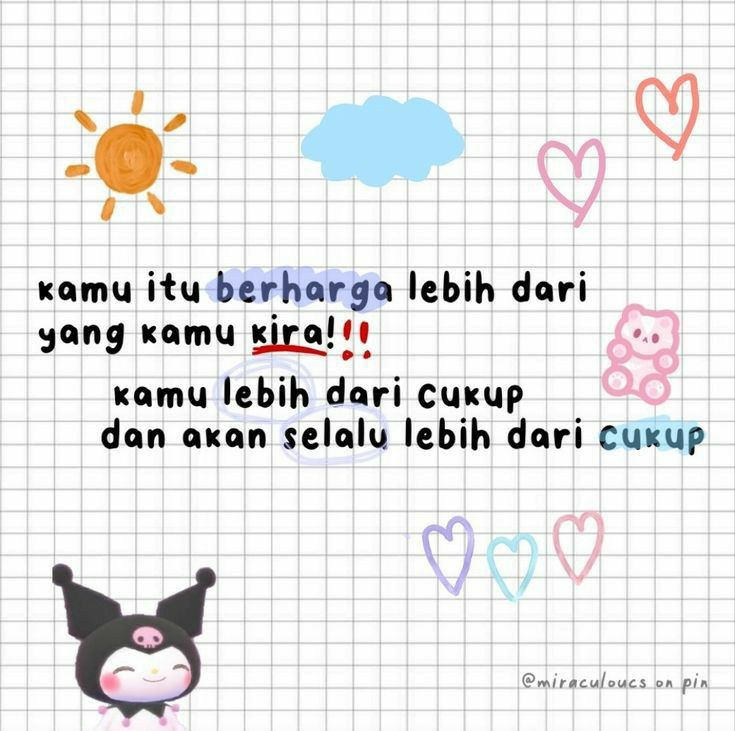 kamu itu berharga lebih dari
yang kamu kira!!!
kamu lebih dari cukup
dan akan selalu lebih dari cukup
@miraculoucs on pin